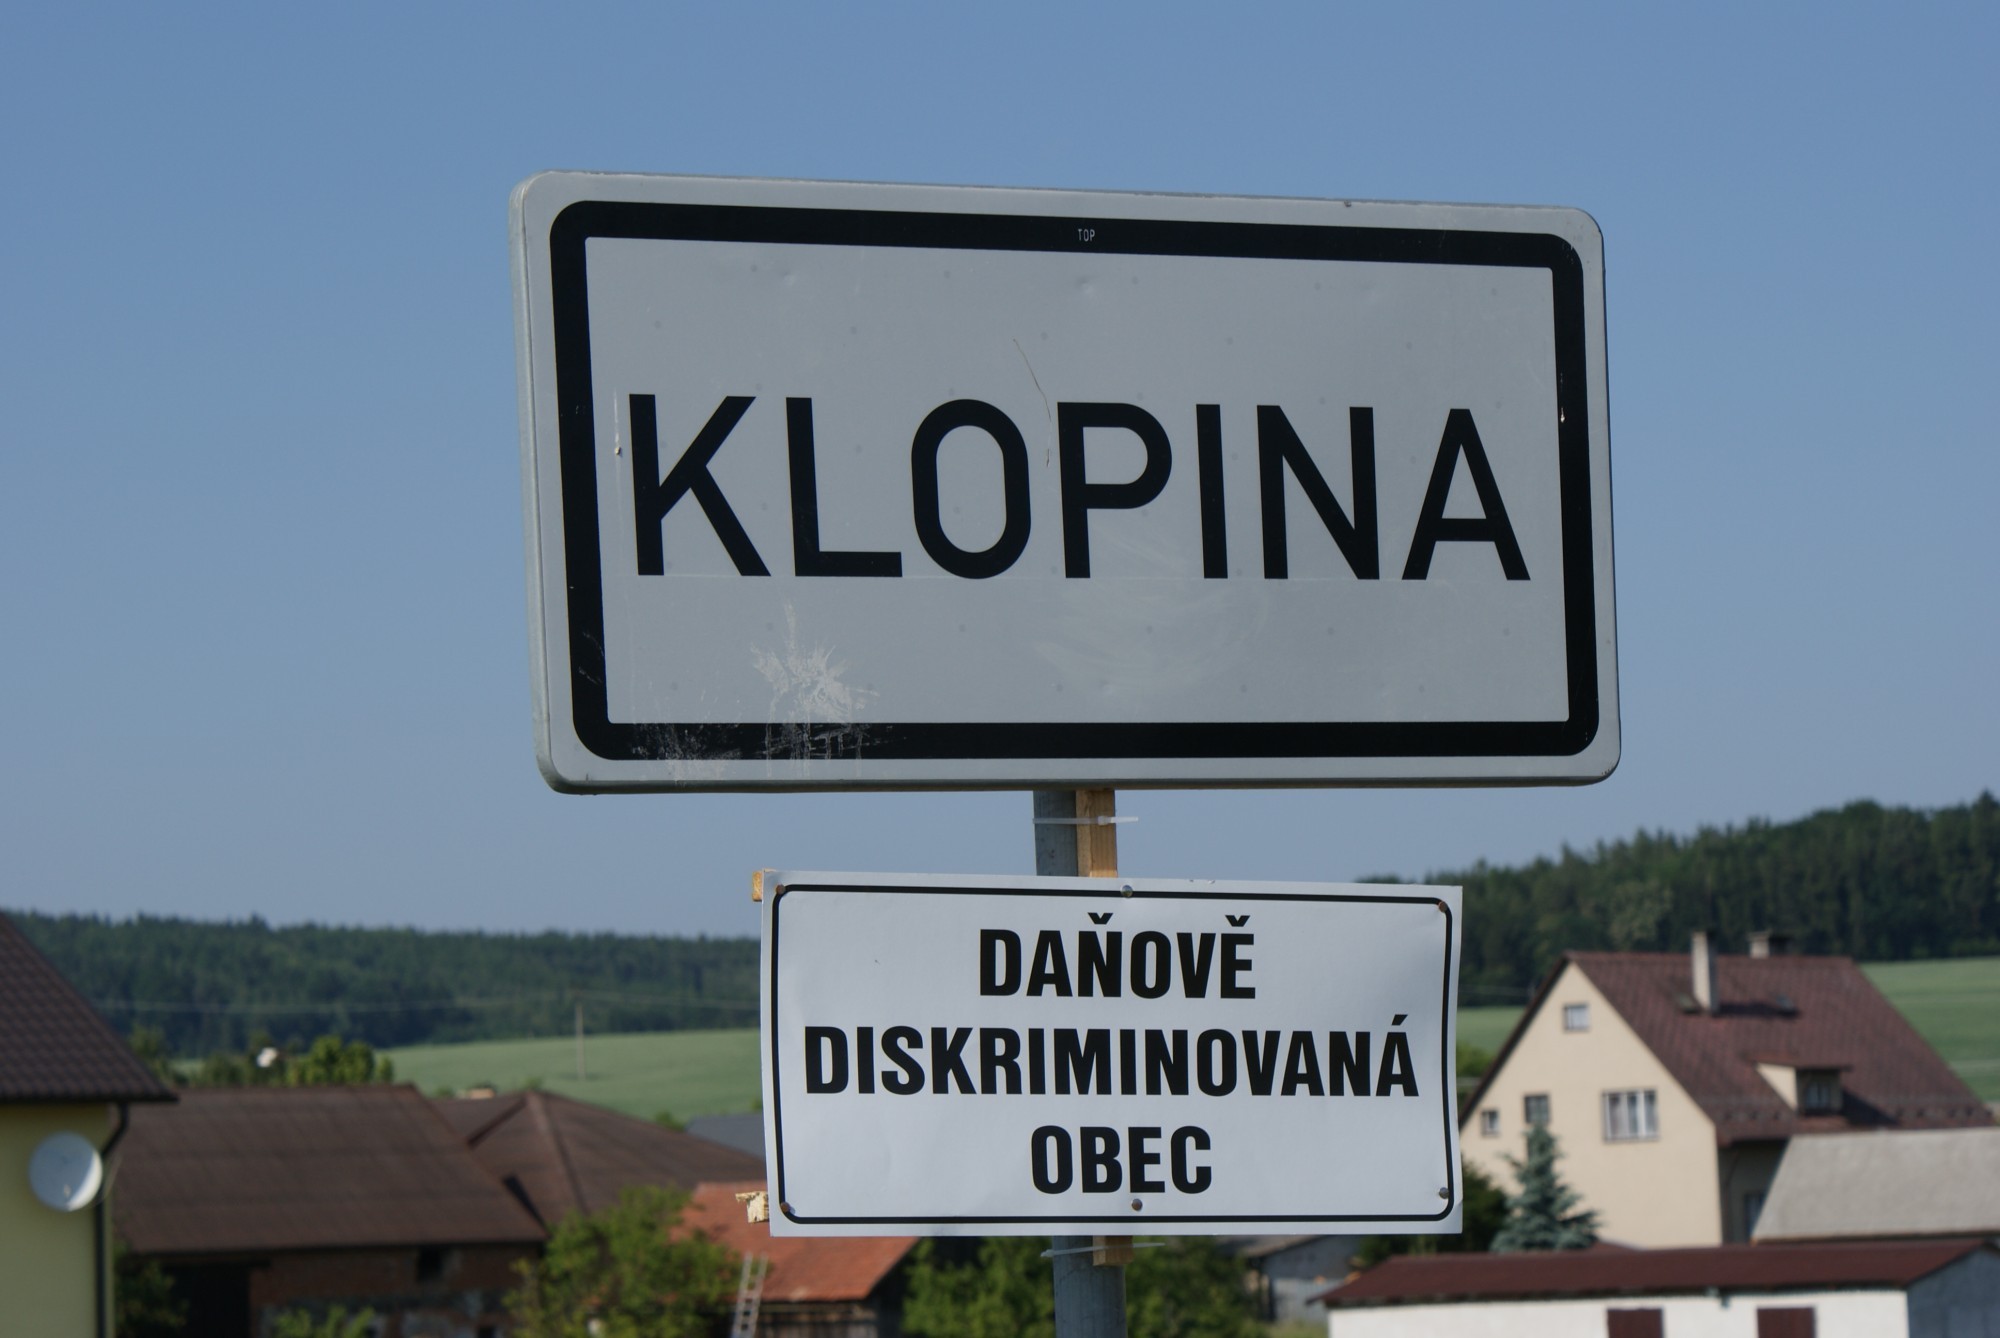 TOP
KLOPINA
DAŇOVĚ
DISKRIMINOVANÁ
OBEC